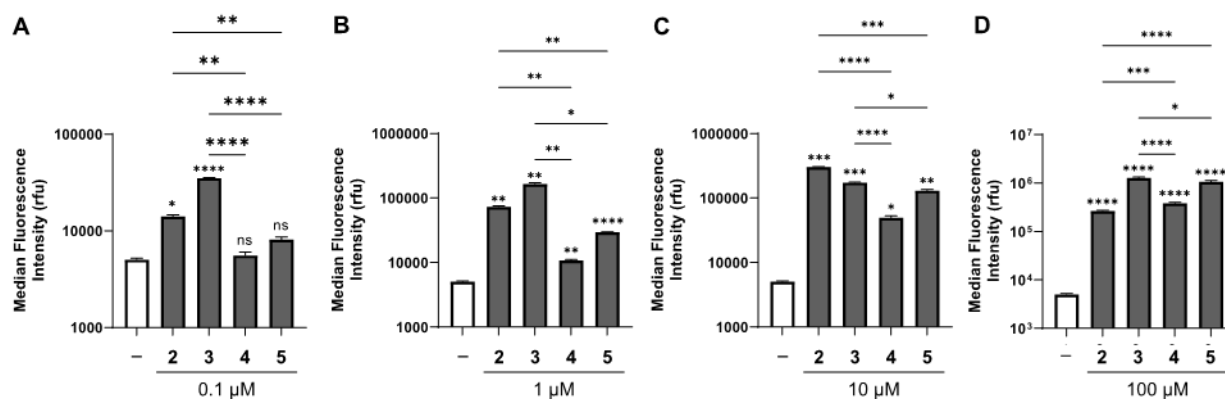 A
**
**
****
****
Median Fluorescence
Intensity (rfu)
100000
10000
1000
*
****
ns
ns
– 2 3 4 5
0.1 µM
B
**
**
*
**
Median Fluorescence
Intensity (rfu)
1000000
100000
10000
1000
**
**
**
****
– 2 3 4 5
1 µM
C
***
****
*
****
Median Fluorescence
Intensity (rfu)
1000000
100000
10000
1000
***
***
*
**
– 2 3 4 5
10 µM
D
****
***
*
****
Median Fluorescence
Intensity (rfu)
10⁷
10⁶
10⁵
10⁴
10³
****
****
****
****
– 2 3 4 5
100 µM